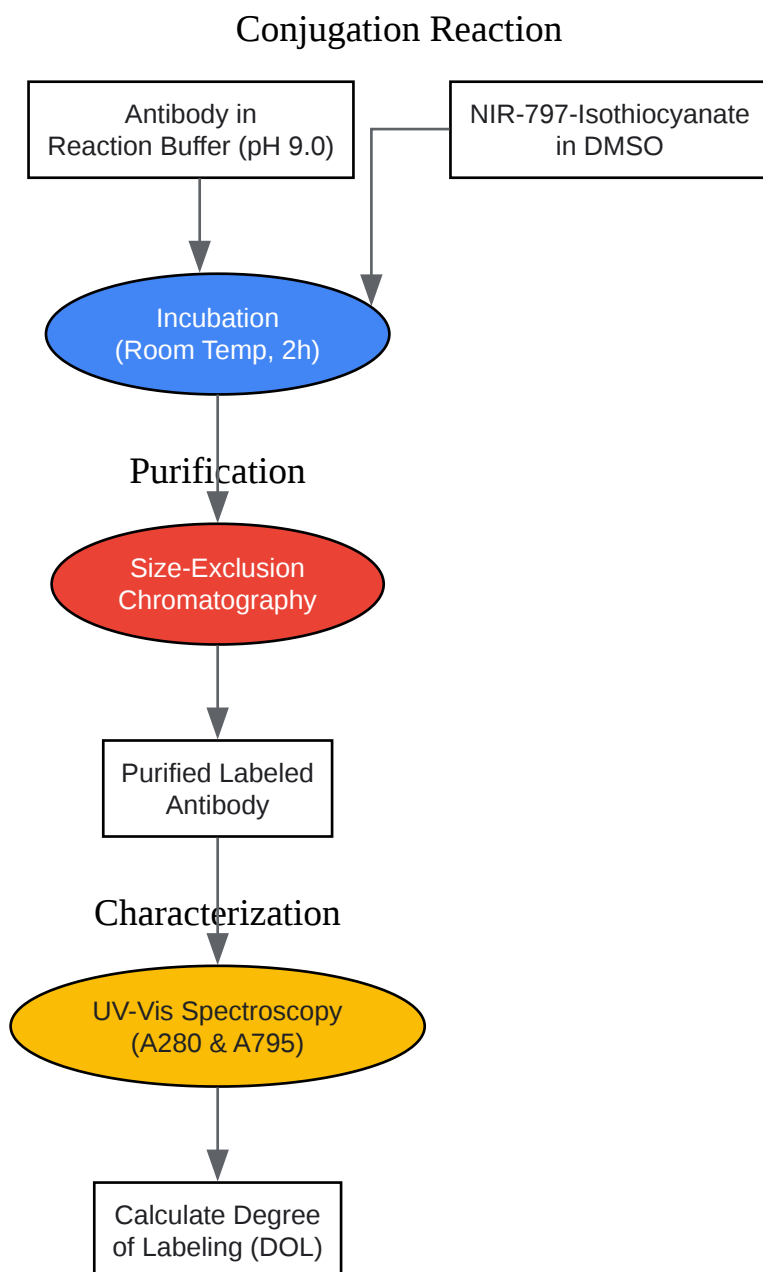 Conjugation Reaction
Antibody in
Reaction Buffer (pH 9.0)
NIR-797-Isothiocyanate
in DMSO
Incubation
(Room Temp, 2h)
Purification
Size-Exclusion
Chromatography
Purified Labeled
Antibody
Characterization
UV-Vis Spectroscopy
(A280 & A795)
Calculate Degree
of Labeling (DOL)